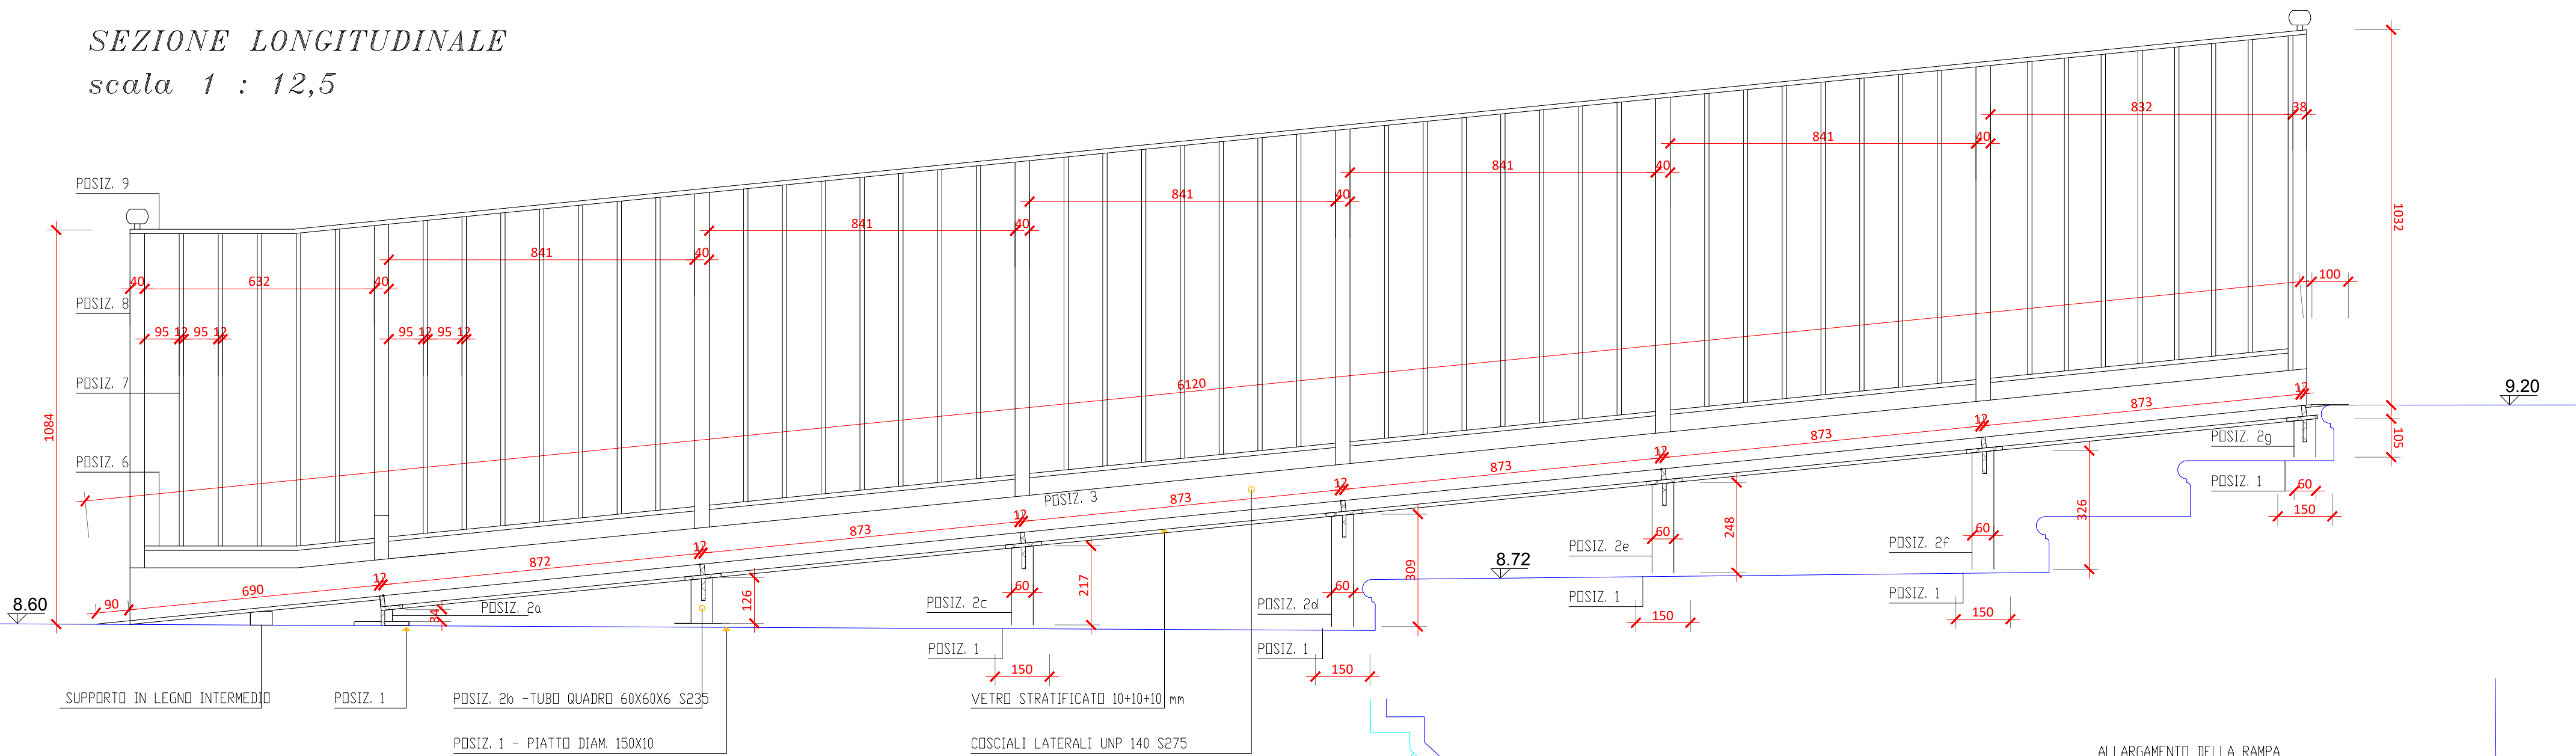 SEZIONE LONGITUDINALE
scala 1 : 12,5
832
38
841
40
841
40
POSIZ. 9
841
40
841
40
1032
841
40
40
632
40
100
POSIZ. 8
95 12 95 12
95 12 95 12
POSIZ. 7
6120
9.20
12
1084
873
12
POSIZ. 2g
105
873
12
POSIZ. 6
873
12
POSIZ. 1
60
150
POSIZ. 3
873
12
326
873
12
248
60
POSIZ. 2f
872
12
309
60
POSIZ. 2e
8.72
690
12
217
60
60
POSIZ. 1
POSIZ. 1
8.60
90
34
POSIZ. 2a
126
POSIZ. 2c
POSIZ. 2d
150
150
POSIZ. 1
POSIZ. 1
150
150
SUPPORTO IN LEGNO INTERMEDIO
POSIZ. 1
POSIZ. 2b -TUBO QUADRO 60X60X6 S235
VETRO STRATIFICATO 10+10+10 mm
POSIZ. 1 - PIATTO DIAM. 150X10
COSCIALI LATERALI UNP 140 S275
ALLARGAMENTO DELLA RAMPA